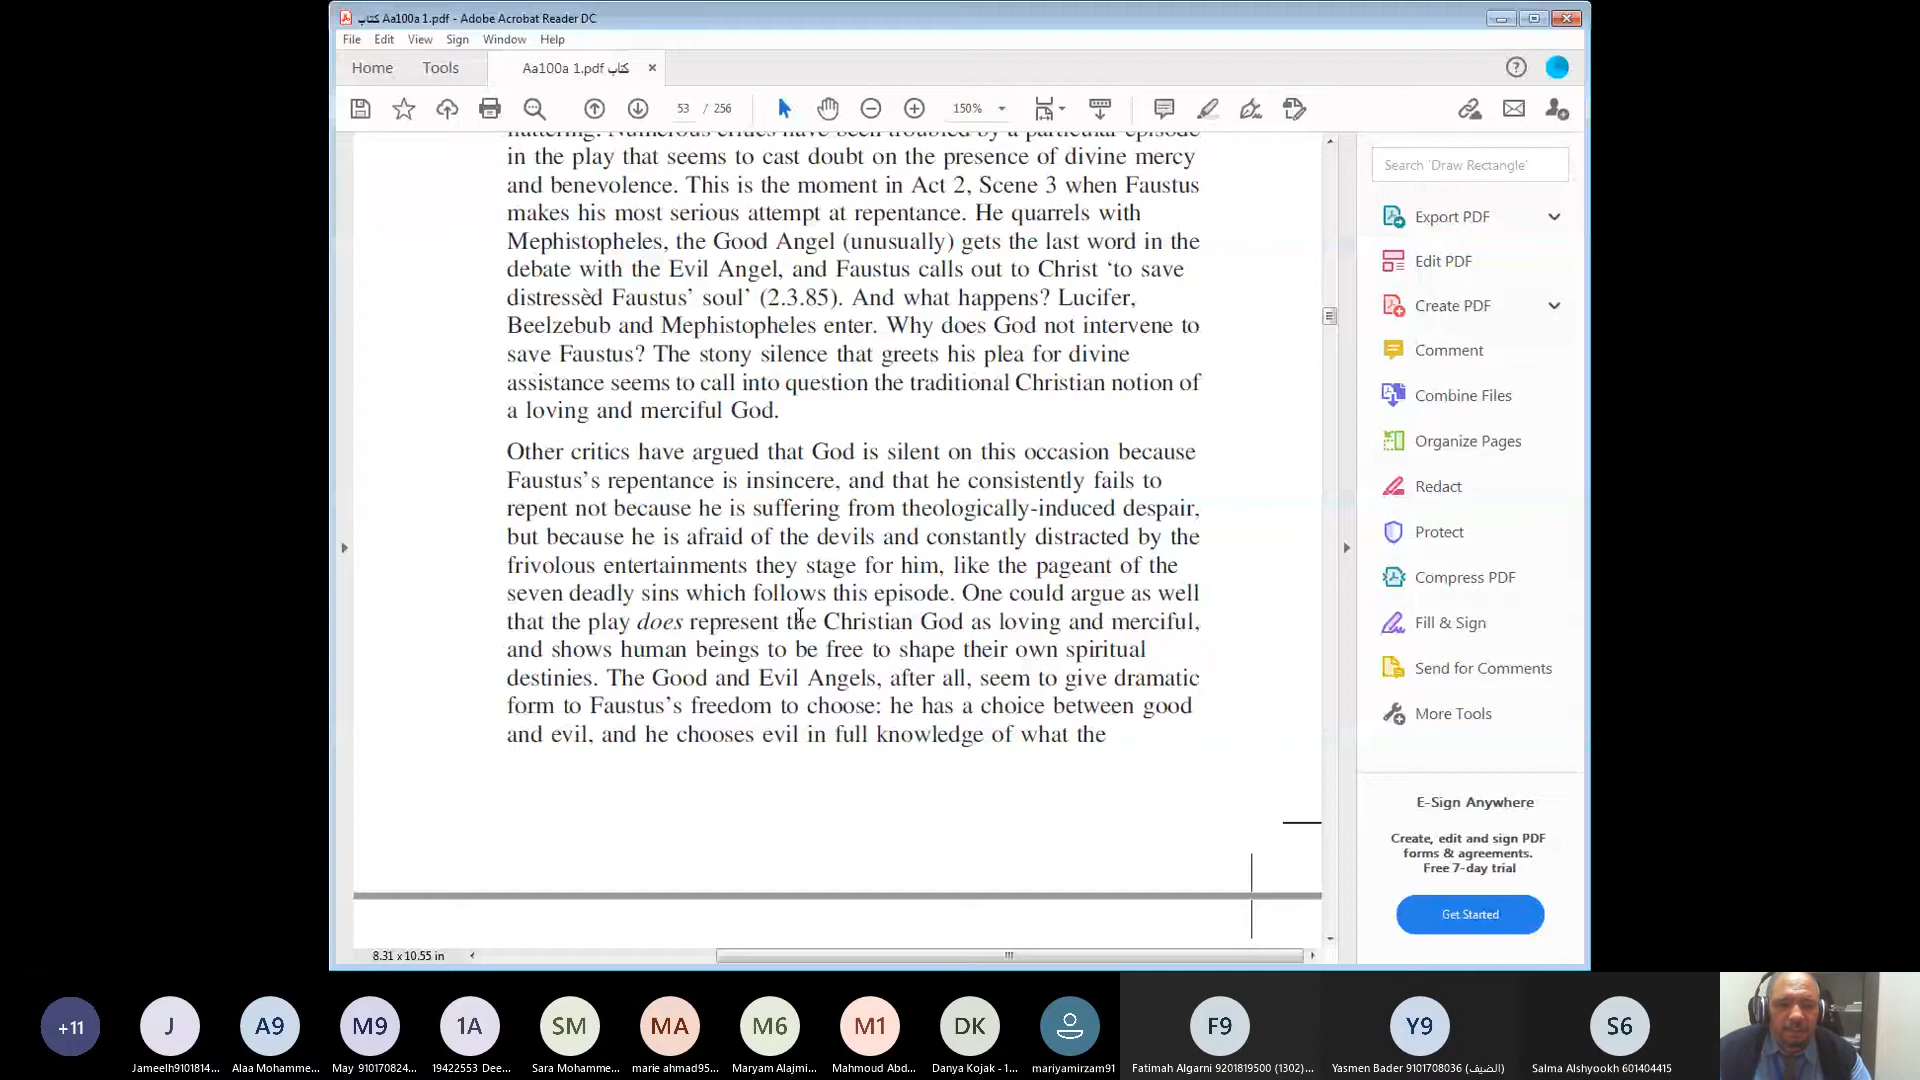 كتاب Aa100a 1.pdf - Adobe Acrobat Reader DC
File Edit View Sign Window Help
Home Tools Aa100a 1.pdf كتاب
53 / 256 150%
Search 'Draw Rectangle'
flattering. Numerous critics have been troubled by a particular episode
in the play that seems to cast doubt on the presence of divine mercy
and benevolence. This is the moment in Act 2, Scene 3 when Faustus
makes his most serious attempt at repentance. He quarrels with
Mephistopheles, the Good Angel (unusually) gets the last word in the
debate with the Evil Angel, and Faustus calls out to Christ ‘to save
distressèd Faustus’ soul’ (2.3.85). And what happens? Lucifer,
Beelzebub and Mephistopheles enter. Why does God not intervene to
save Faustus? The stony silence that greets his plea for divine
assistance seems to call into question the traditional Christian notion of
a loving and merciful God.
Other critics have argued that God is silent on this occasion because
Faustus’s repentance is insincere, and that he consistently fails to
repent not because he is suffering from theologically-induced despair,
but because he is afraid of the devils and constantly distracted by the
frivolous entertainments they stage for him, like the pageant of the
seven deadly sins which follows this episode. One could argue as well
that the play does represent the Christian God as loving and merciful,
and shows human beings to be free to shape their own spiritual
destinies. The Good and Evil Angels, after all, seem to give dramatic
form to Faustus’s freedom to choose: he has a choice between good
and evil, and he chooses evil in full knowledge of what the
Export PDF
Edit PDF
Create PDF
Comment
Combine Files
Organize Pages
Redact
Protect
Compress PDF
Fill & Sign
Send for Comments
More Tools
E-Sign Anywhere
Create, edit and sign PDF
forms & agreements.
Free 7-day trial
Get Started
8.31 x 10.55 in
+11 J A9 M9 1A SM MA M6 M1 DK F9 Y9 S6
Jameelh9101814... Alaa Mohamme... May 910170824... 19422553 Dee... Sara Mohamme... marie ahmad95... Maryam Alajmi... Mahmoud Abd... Danya Kojak - 1... mariyamirzam91 Fatimah Algarni 9201819500 (1302)... Yasmen Bader 9101708036 (الضيف) Salma Alshyookh 601404415